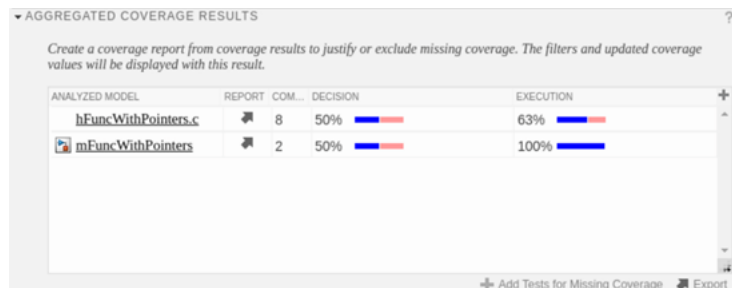 AGGREGATED COVERAGE RESULTS ?
Create a coverage report from coverage results to justify or exclude missing coverage. The filters and updated coverage
values will be displayed with this result.
ANALYZED MODEL REPORT COM... DECISION EXECUTION
hFuncWithPointers.c 8 50% 63%
mFuncWithPointers 2 50% 100%
Add Tests for Missing Coverage Export